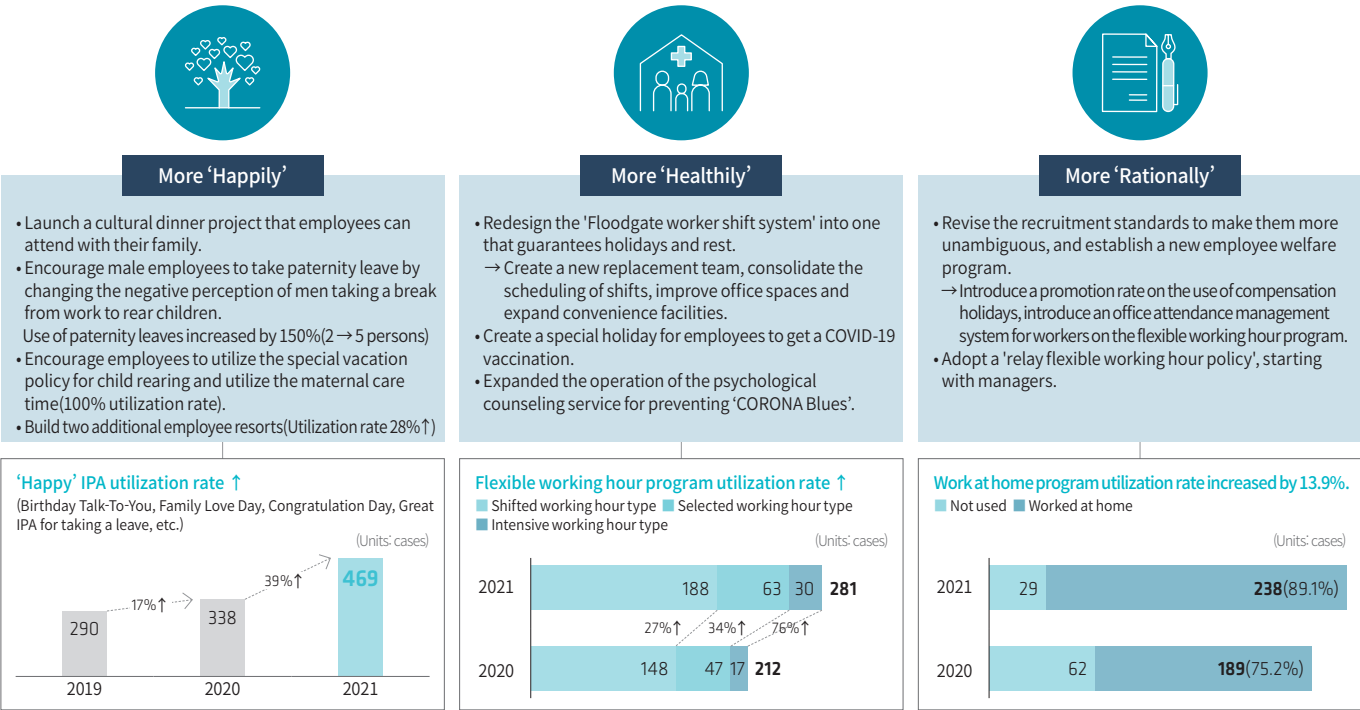 More ‘Happily’
• Launch a cultural dinner project that employees can
attend with their family.
• Encourage male employees to take paternity leave by
changing the negative perception of men taking a break
from work to rear children.
Use of paternity leaves increased by 150%(2 → 5 persons)
• Encourage employees to utilize the special vacation
policy for child rearing and utilize the maternal care
time(100% utilization rate).
• Build two additional employee resorts(Utilization rate 28%↑)
‘Happy’ IPA utilization rate ↑
(Birthday Talk-To-You, Family Love Day, Congratulation Day, Great
IPA for taking a leave, etc.)
(Units: cases)
290
17%↑
338
39%↑
469
2019
2020
2021
More ‘Healthily’
• Redesign the 'Floodgate worker shift system' into one
that guarantees holidays and rest.
→ Create a new replacement team, consolidate the
scheduling of shifts, improve office spaces and
expand convenience facilities.
• Create a special holiday for employees to get a COVID-19
vaccination.
• Expanded the operation of the psychological
counseling service for preventing ‘CORONA Blues’.
Flexible working hour program utilization rate ↑
Shifted working hour type Selected working hour type
Intensive working hour type
(Units: cases)
2021 188 63 30 281
27%↑ 34%↑ 76%↑
2020 148 47 17 212
More ‘Rationally’
• Revise the recruitment standards to make them more
unambiguous, and establish a new employee welfare
program.
→ Introduce a promotion rate on the use of compensation
holidays, introduce an office attendance management
system for workers on the flexible working hour program.
• Adopt a 'relay flexible working hour policy', starting
with managers.
Work at home program utilization rate increased by 13.9%.
Not used Worked at home
(Units: cases)
2021 29 238(89.1%)
2020 62 189(75.2%)